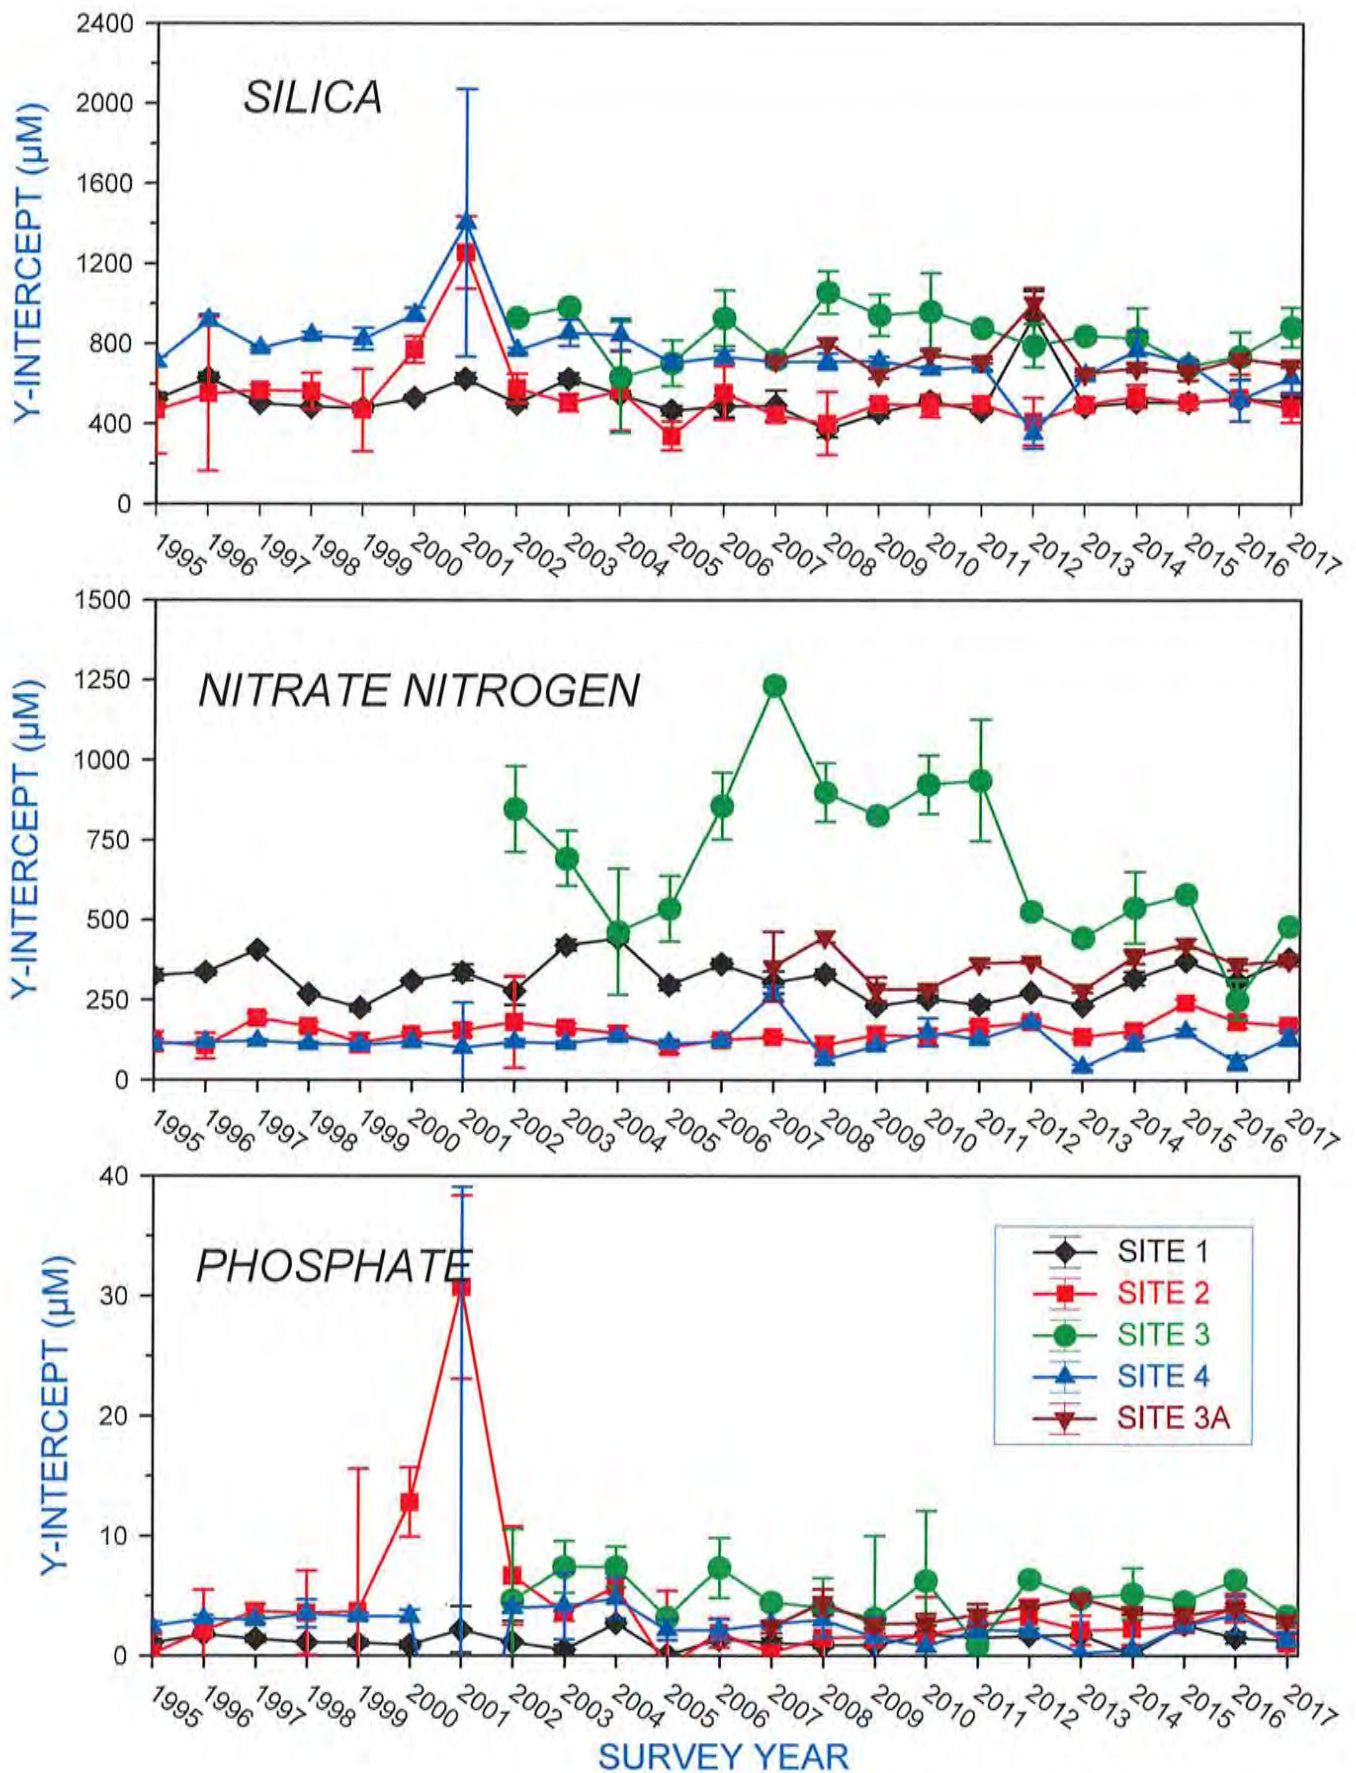 2400
2000
1600
1200
800
400
0
Y-INTERCEPT (µM)
SILICA
1995 1996 1997 1998 1999 2000 2001 2002 2003 2004 2005 2006 2007 2008 2009 2010 2011 2012 2013 2014 2015 2016 2017
1500
1250
1000
750
500
250
0
Y-INTERCEPT (µM)
NITRATE NITROGEN
1995 1996 1997 1998 1999 2000 2001 2002 2003 2004 2005 2006 2007 2008 2009 2010 2011 2012 2013 2014 2015 2016 2017
40
30
20
10
0
Y-INTERCEPT (µM)
PHOSPHATE
SITE 1
SITE 2
SITE 3
SITE 4
SITE 3A
1995 1996 1997 1998 1999 2000 2001 2002 2003 2004 2005 2006 2007 2008 2009 2010 2011 2012 2013 2014 2015 2016 2017
SURVEY YEAR